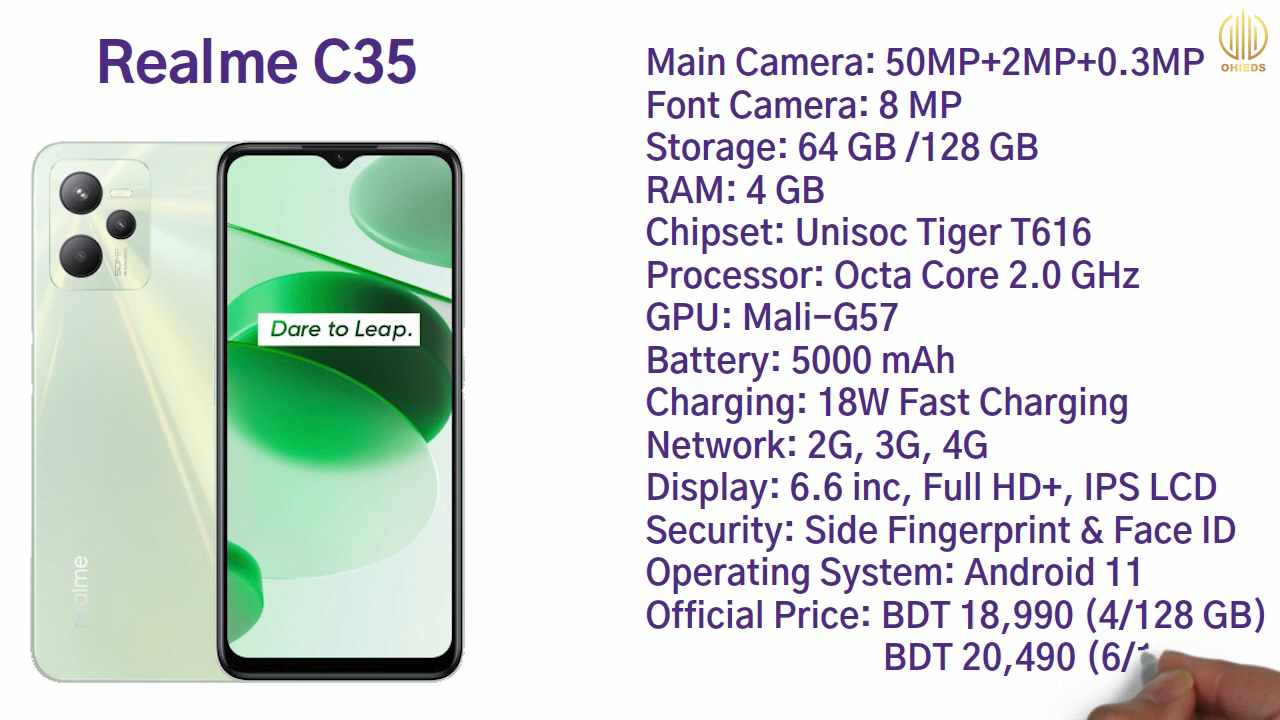 Realme C35
OHIEDS
Main Camera: 50MP+2MP+0.3MP
Font Camera: 8 MP
Storage: 64 GB /128 GB
RAM: 4 GB
Chipset: Unisoc Tiger T616
Processor: Octa Core 2.0 GHz
GPU: Mali-G57
Battery: 5000 mAh
Charging: 18W Fast Charging
Network: 2G, 3G, 4G
Display: 6.6 inc, Full HD+, IPS LCD
Security: Side Fingerprint & Face ID
Operating System: Android 11
Official Price: BDT 18,990 (4/128 GB)
BDT 20,490 (6/
Dare to Leap.
realme